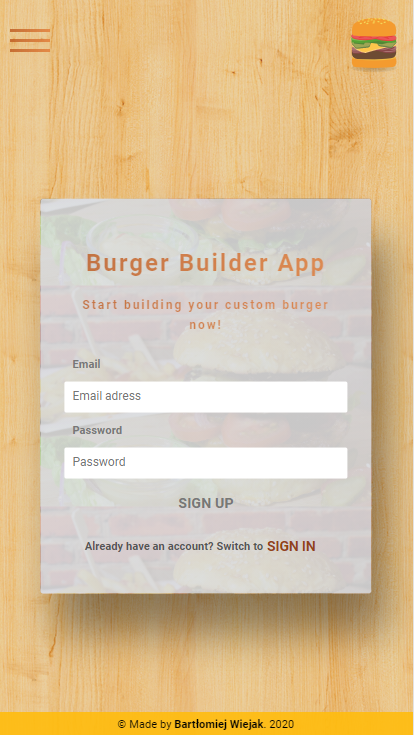 Burger Builder App
Start building your custom burger
now!
Email
Email adress
Password
Password
SIGN UP
Already have an account? Switch to SIGN IN
© Made by Bartłomiej Wiejak. 2020